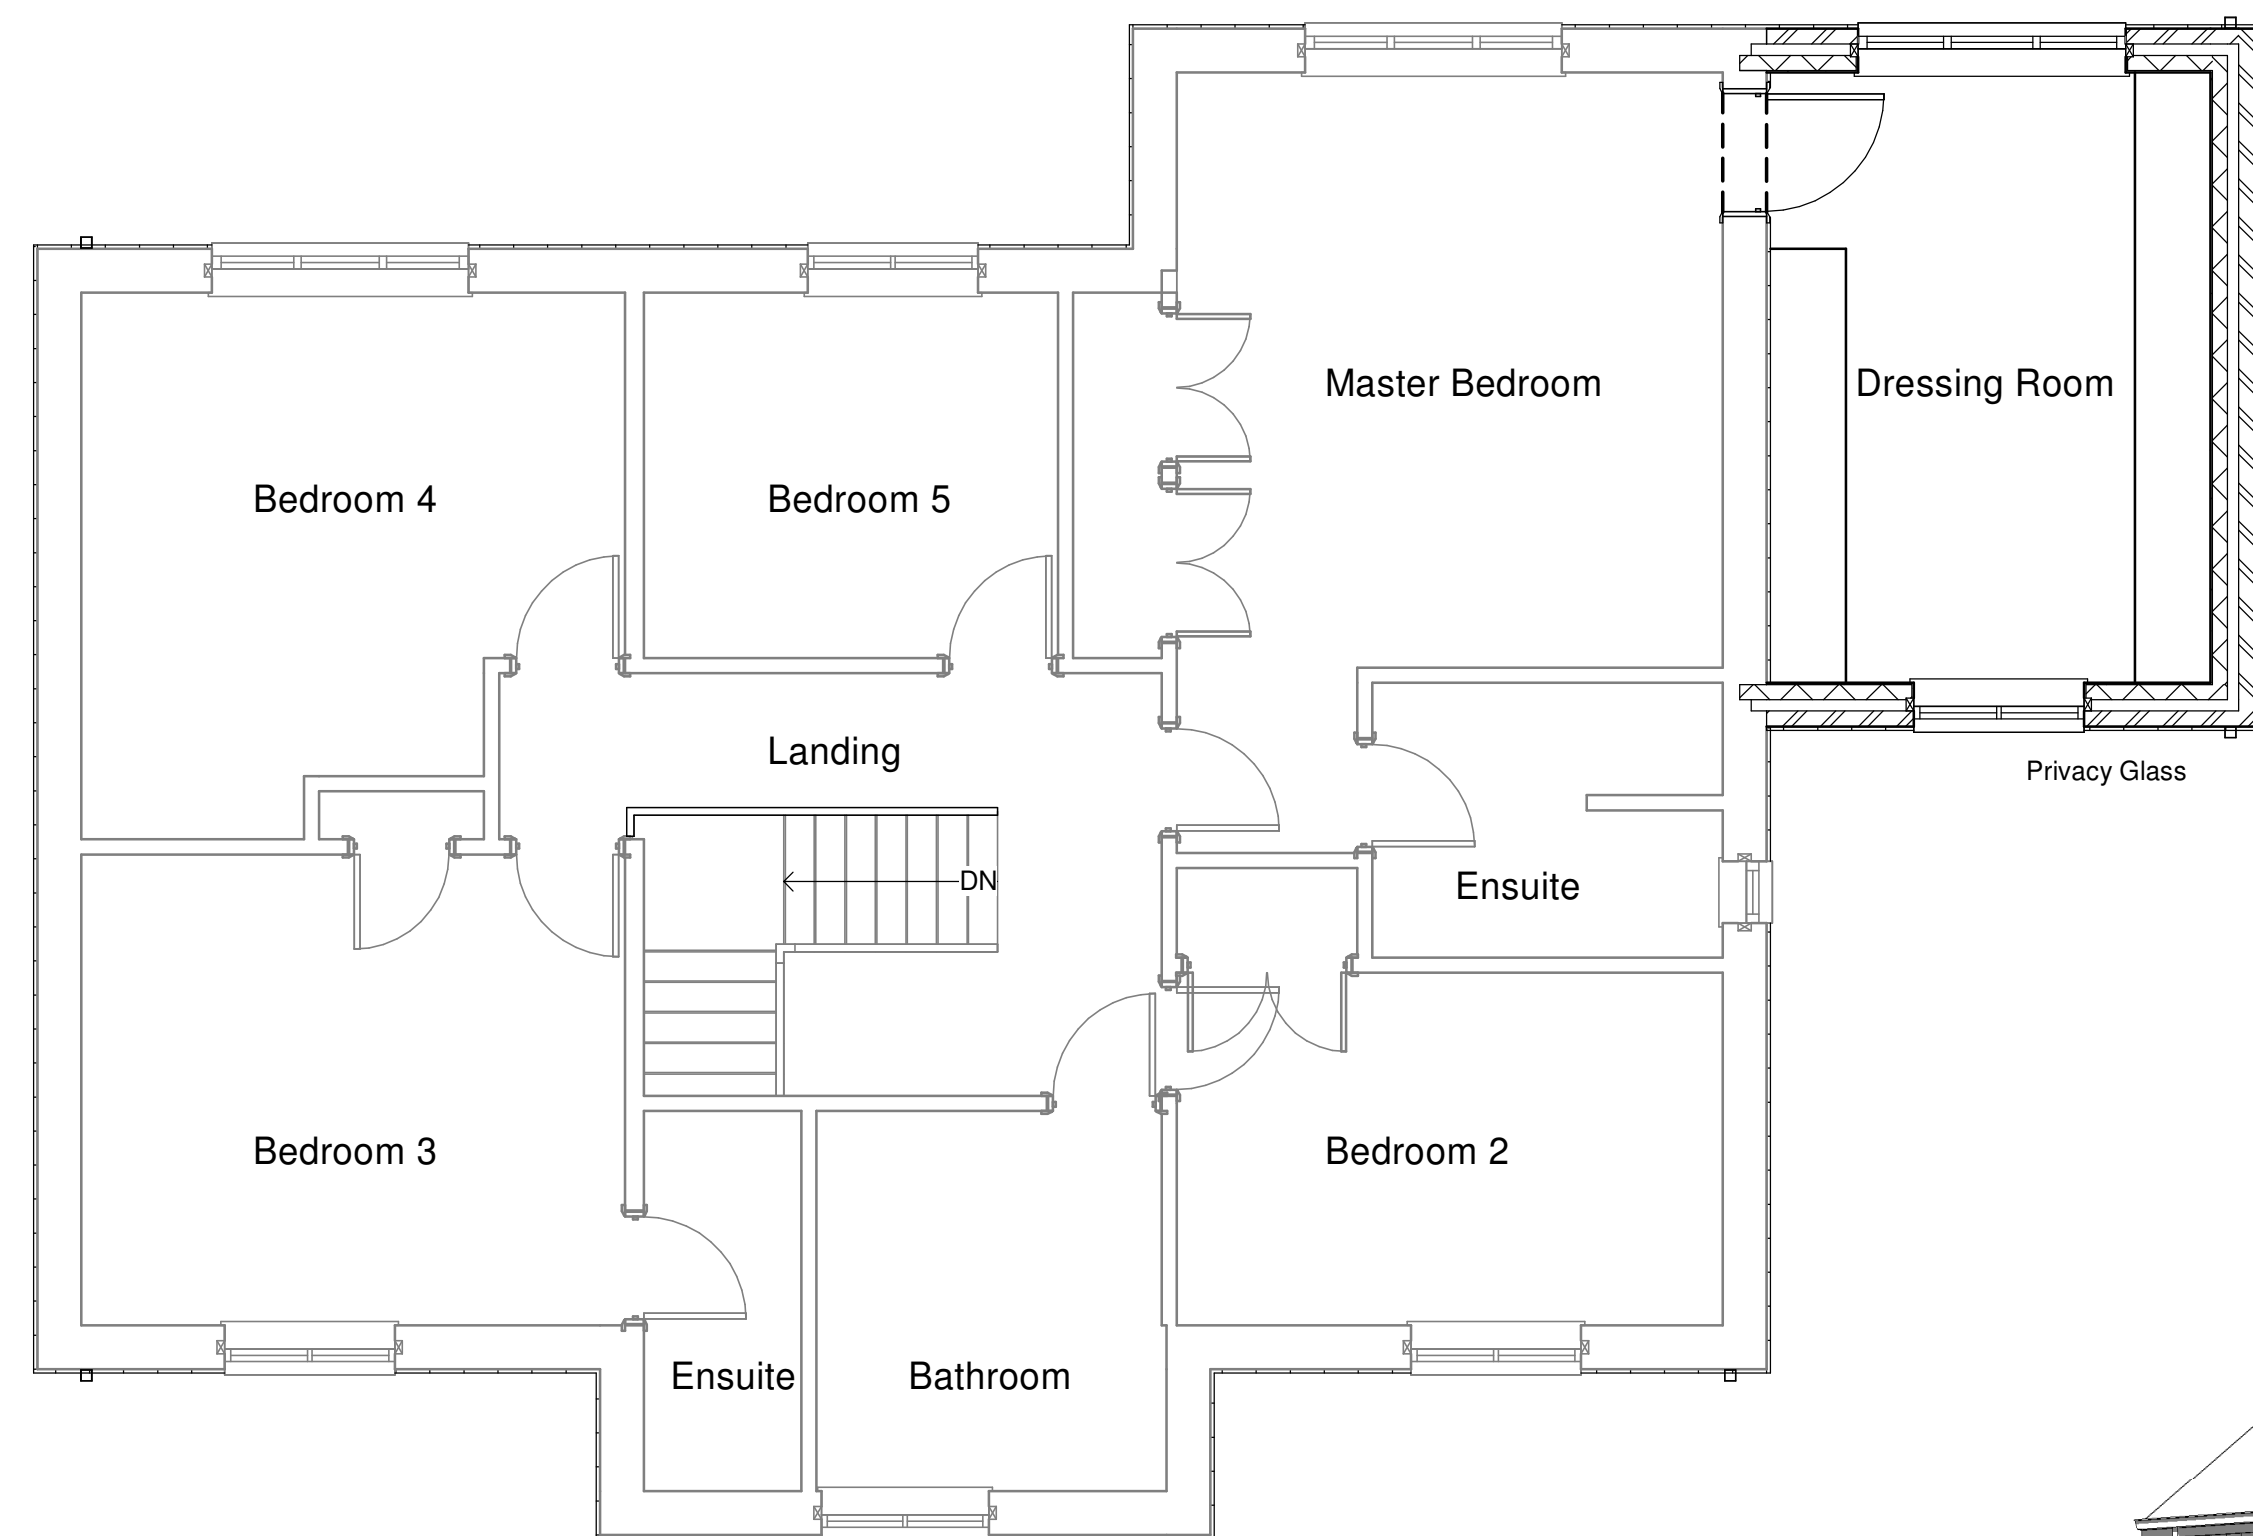 Master Bedroom
Dressing Room
Bedroom 4
Bedroom 5
Landing
Privacy Glass
DN
Ensuite
Bedroom 3
Bedroom 2
Ensuite
Bathroom